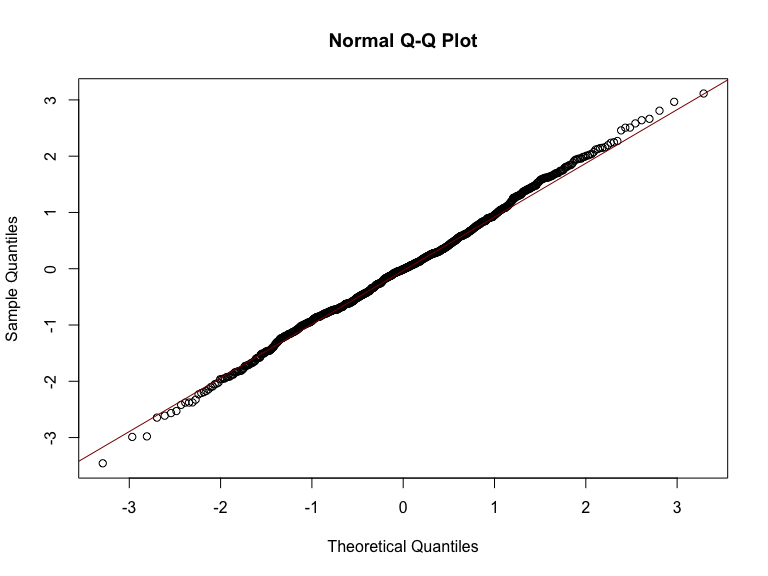 Normal Q-Q Plot
Sample Quantiles
3
2
1
0
-1
-2
-3
-3 -2 -1 0 1 2 3
Theoretical Quantiles